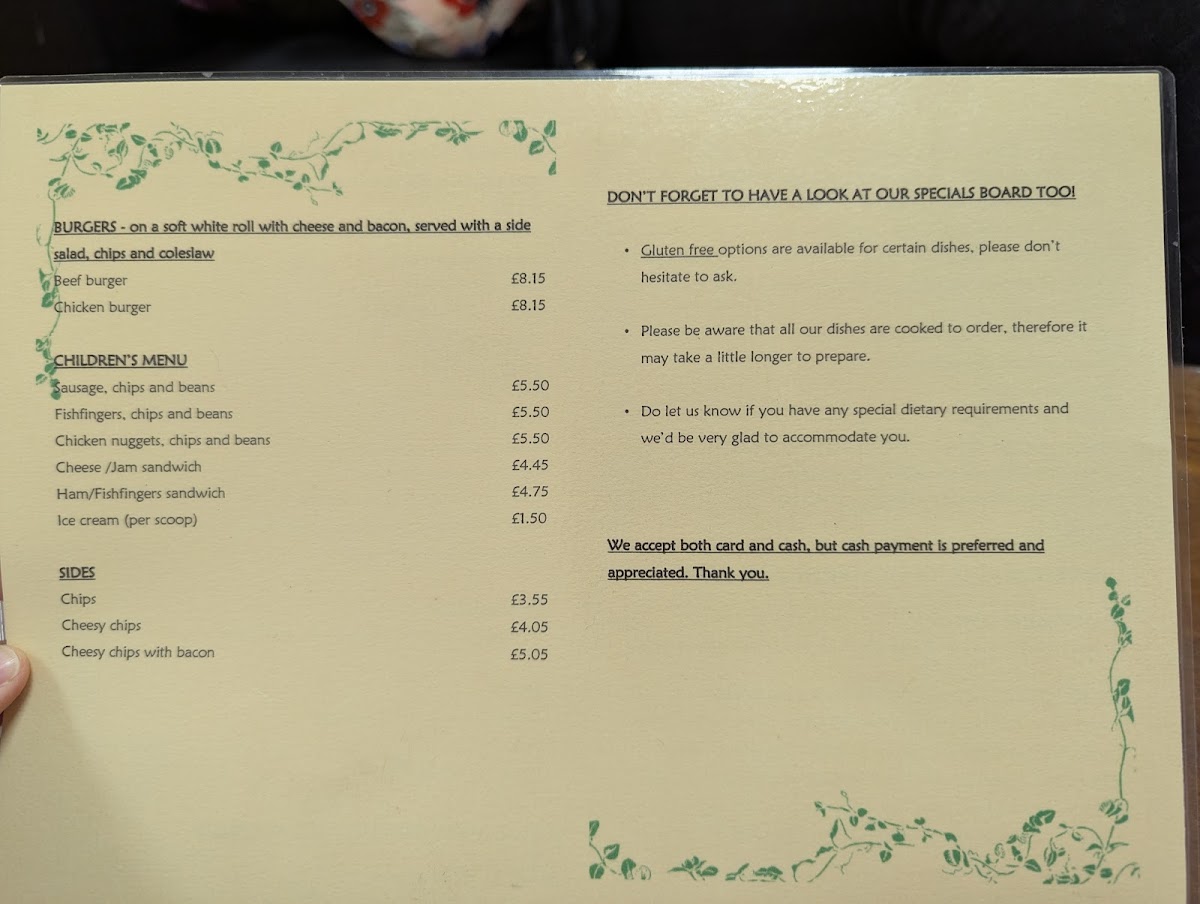 BURGERS - on a soft white roll with cheese and bacon, served with a side
salad, chips and coleslaw
Beef burger £8.15
Chicken burger £8.15
CHILDREN'S MENU
Sausage, chips and beans £5.50
Fishfingers, chips and beans £5.50
Chicken nuggets, chips and beans £5.50
Cheese /Jam sandwich £4.45
Ham/Fishfingers sandwich £4.75
Ice cream (per scoop) £1.50
SIDES
Chips £3.55
Cheesy chips £4.05
Cheesy chips with bacon £5.05
DON'T FORGET TO HAVE A LOOK AT OUR SPECIALS BOARD TOO!
• Gluten free options are available for certain dishes, please don't
hesitate to ask.
• Please be aware that all our dishes are cooked to order, therefore it
may take a little longer to prepare.
• Do let us know if you have any special dietary requirements and
we'd be very glad to accommodate you.
We accept both card and cash, but cash payment is preferred and
appreciated. Thank you.